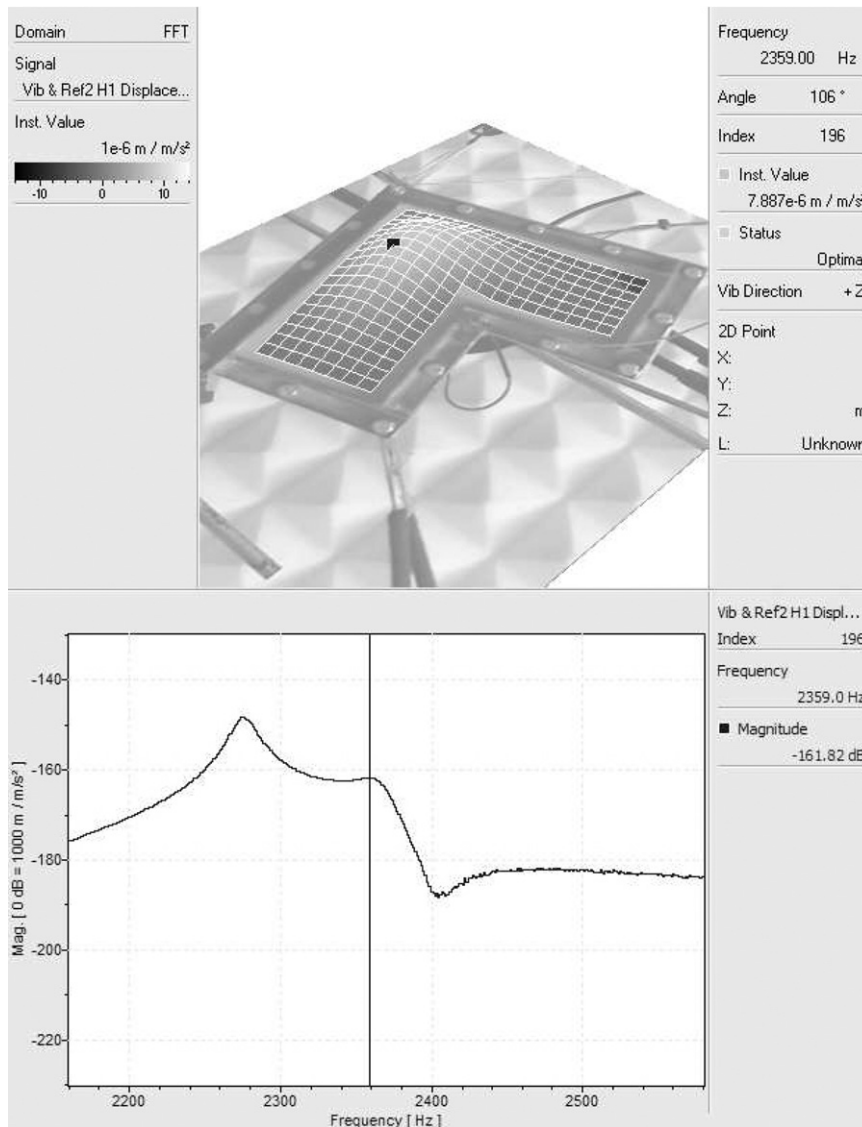 Domain FFT
Signal
Vib & Ref2 H1 Displace...
Inst. Value
1e-6 m / m/s²
-10 0 10
Frequency
2359.00 Hz
Angle 106 °
Index 196
Inst. Value
7.887e-6 m / m/s²
Status
Optima
Vib Direction +Z
2D Point
X:
Y:
Z: m
L: Unknown
Vib & Ref2 H1 Displ...
Index 196
Frequency
2359.0 Hz
Magnitude
-161.82 dB
Mag. [ 0 dB = 1000 m / m/s² ]
-140
-160
-180
-200
-220
2200 2300 2400 2500
Frequency [ Hz ]